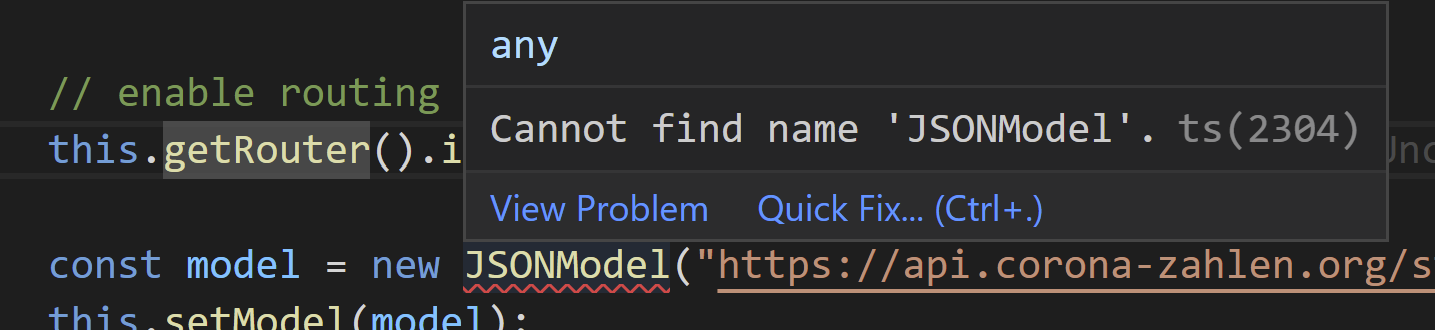 any
// enable routing
Cannot find name 'JSONModel'. ts(2304)
this.getRouter().i
View Problem Quick Fix... (Ctrl+.)
const model = new JSONModel("https://api.corona-zahlen.org/s
this.setModel(model);